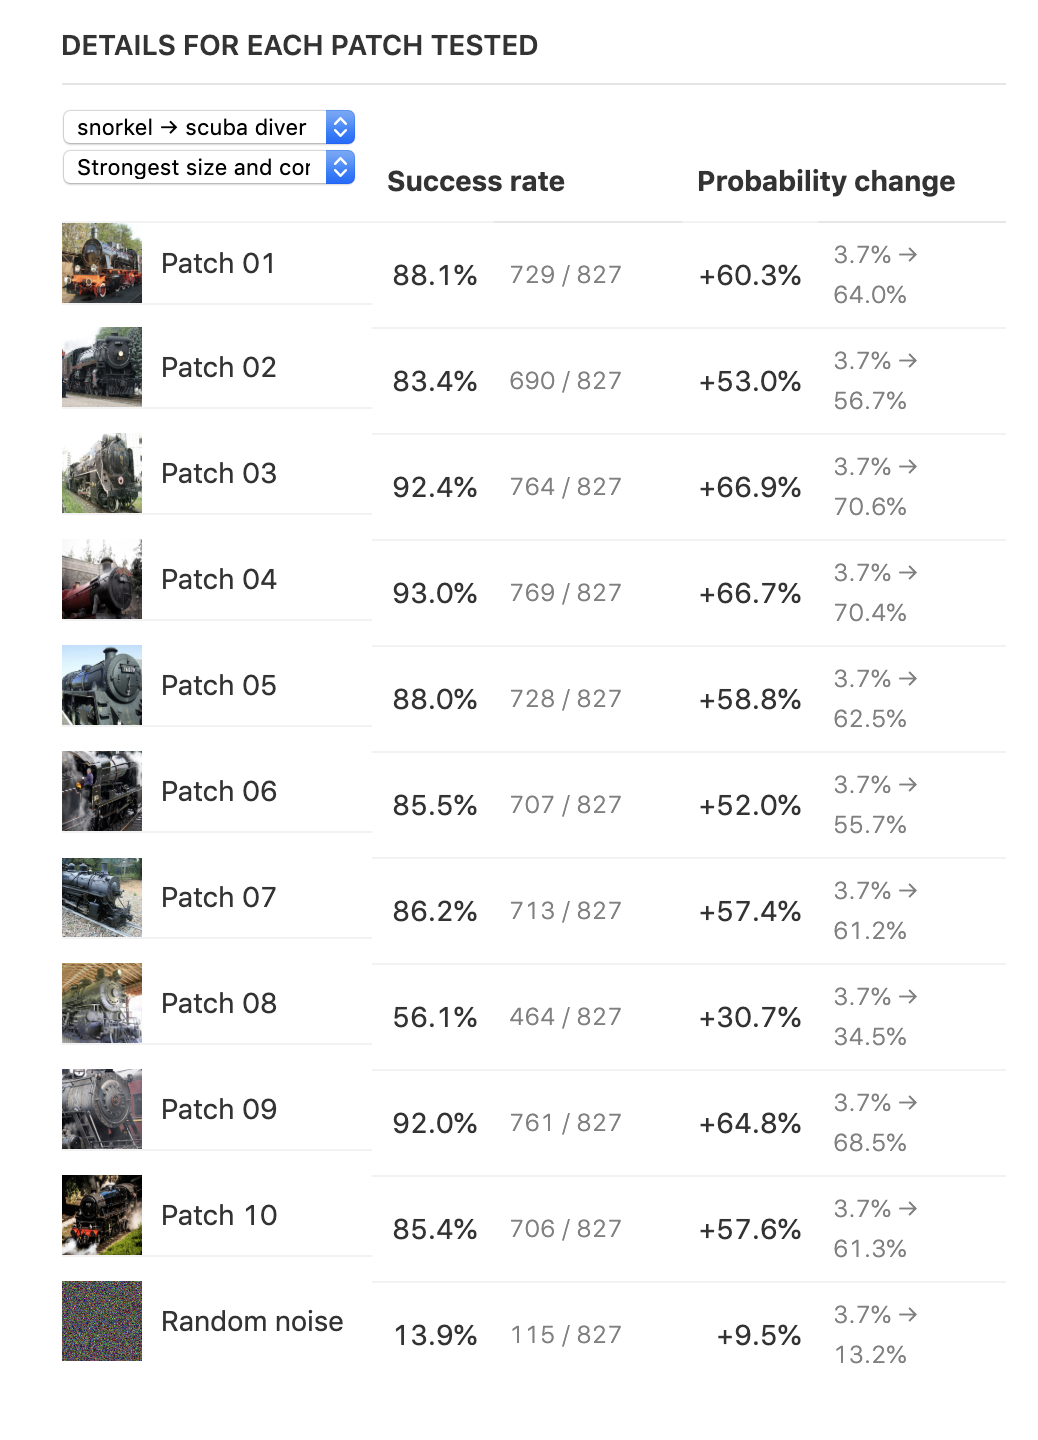 DETAILS FOR EACH PATCH TESTED
snorkel → scuba diver
Strongest size and cor
Success rate Probability change
Patch 01 88.1% 729 / 827 +60.3% 3.7% →
64.0%
Patch 02 83.4% 690 / 827 +53.0% 3.7% →
56.7%
Patch 03 92.4% 764 / 827 +66.9% 3.7% →
70.6%
Patch 04 93.0% 769 / 827 +66.7% 3.7% →
70.4%
Patch 05 88.0% 728 / 827 +58.8% 3.7% →
62.5%
Patch 06 85.5% 707 / 827 +52.0% 3.7% →
55.7%
Patch 07 86.2% 713 / 827 +57.4% 3.7% →
61.2%
Patch 08 56.1% 464 / 827 +30.7% 3.7% →
34.5%
Patch 09 92.0% 761 / 827 +64.8% 3.7% →
68.5%
Patch 10 85.4% 706 / 827 +57.6% 3.7% →
61.3%
Random noise 13.9% 115 / 827 +9.5% 3.7% →
13.2%